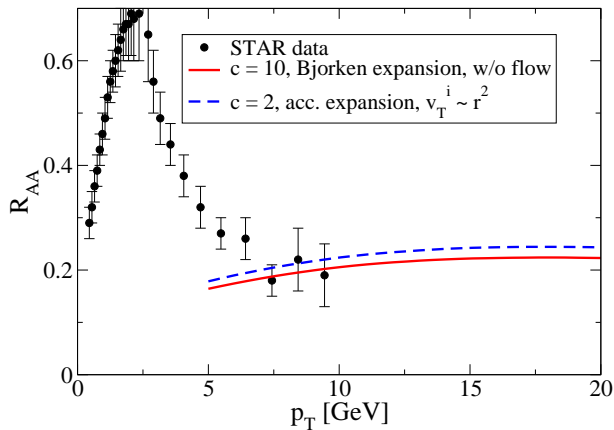 0.6
STAR data
c = 10, Bjorken expansion, w/o flow
c = 2, acc. expansion, v_T^i ~ r^2
0.4
R_AA
0.2
0
0 5 10 15 20
p_T [GeV]